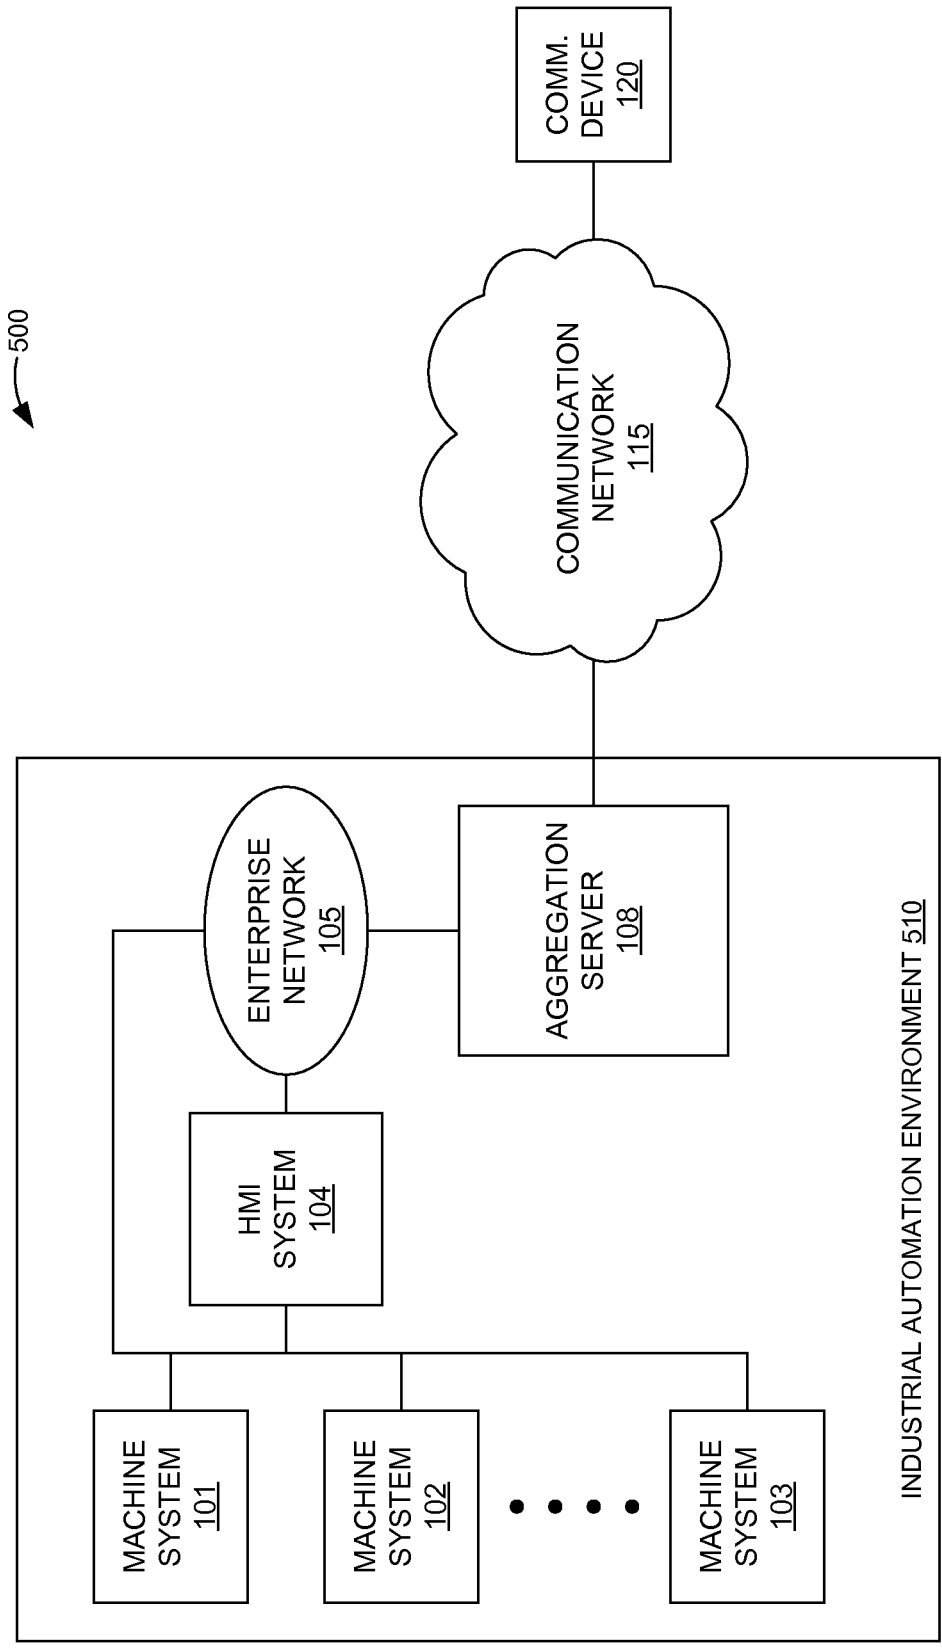 500
MACHINE
SYSTEM
101
MACHINE
SYSTEM
102
MACHINE
SYSTEM
103
HMI
SYSTEM
104
ENTERPRISE
NETWORK
105
AGGREGATION
SERVER
108
INDUSTRIAL AUTOMATION ENVIRONMENT 510
COMMUNICATION
NETWORK
115
COMM.
DEVICE
120